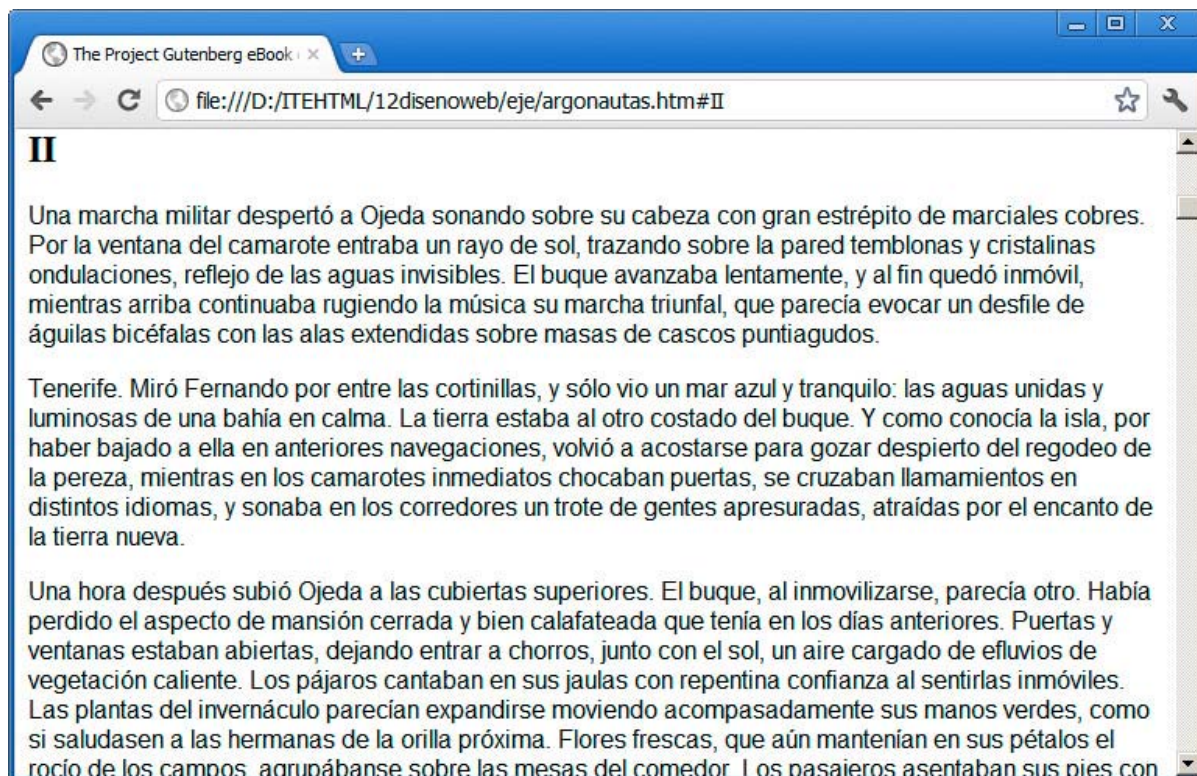 The Project Gutenberg eBook
file:///D:/ITEHTML/12disenoweb/eje/argonautas.htm#II
II
Una marcha militar despertó a Ojeda sonando sobre su cabeza con gran estrépito de marciales cobres.
Por la ventana del camarote entraba un rayo de sol, trazando sobre la pared temblonas y cristalinas
ondulaciones, reflejo de las aguas invisibles. El buque avanzaba lentamente, y al fin quedó inmóvil,
mientras arriba continuaba rugiendo la música su marcha triunfal, que parecía evocar un desfile de
águilas bicéfalas con las alas extendidas sobre masas de cascos puntiagudos.
Tenerife. Miró Fernando por entre las cortinillas, y sólo vio un mar azul y tranquilo: las aguas unidas y
luminosas de una bahía en calma. La tierra estaba al otro costado del buque. Y como conocía la isla, por
haber bajado a ella en anteriores navegaciones, volvió a acostarse para gozar despierto del regodeo de
la pereza, mientras en los camarotes inmediatos chocaban puertas, se cruzaban llamamientos en
distintos idiomas, y sonaba en los corredores un trote de gentes apresuradas, atraídas por el encanto de
la tierra nueva.
Una hora después subió Ojeda a las cubiertas superiores. El buque, al inmovilizarse, parecía otro. Había
perdido el aspecto de mansión cerrada y bien calafateada que tenía en los días anteriores. Puertas y
ventanas estaban abiertas, dejando entrar a chorros, junto con el sol, un aire cargado de efluvios de
vegetación caliente. Los pájaros cantaban en sus jaulas con repentina confianza al sentirlas inmóviles.
Las plantas del invernáculo parecían expandirse moviendo acompasadamente sus manos verdes, como
si saludasen a las hermanas de la orilla próxima. Flores frescas, que aún mantenían en sus pétalos el
rocío de los campos, agrupábanse sobre las mesas del comedor. Los pasajeros asentaban sus pies con